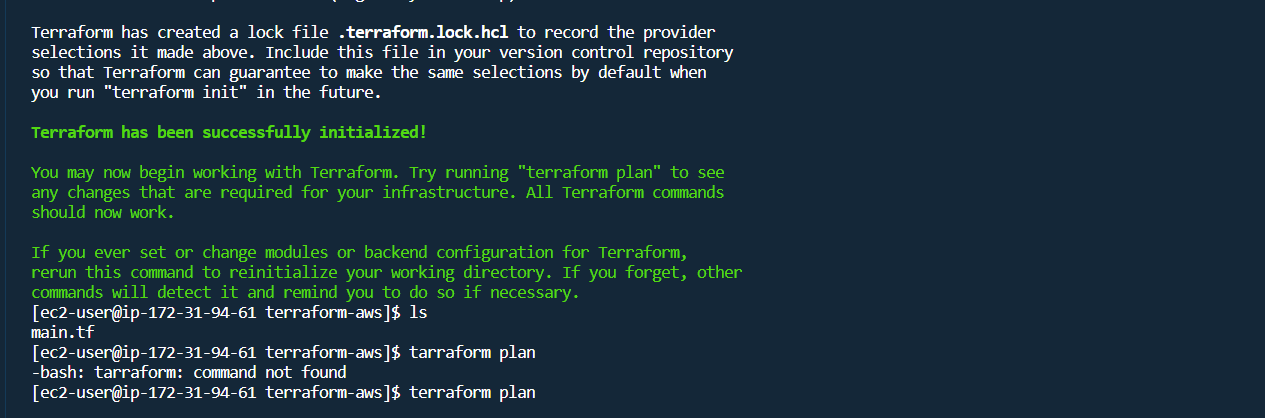 Terraform has created a lock file .terraform.lock.hcl to record the provider
selections it made above. Include this file in your version control repository
so that Terraform can guarantee to make the same selections by default when
you run "terraform init" in the future.
Terraform has been successfully initialized!
You may now begin working with Terraform. Try running "terraform plan" to see
any changes that are required for your infrastructure. All Terraform commands
should now work.
If you ever set or change modules or backend configuration for Terraform,
rerun this command to reinitialize your working directory. If you forget, other
commands will detect it and remind you to do so if necessary.
[ec2-user@ip-172-31-94-61 terraform-aws]$ ls
main.tf
[ec2-user@ip-172-31-94-61 terraform-aws]$ tarraform plan
-bash: tarraform: command not found
[ec2-user@ip-172-31-94-61 terraform-aws]$ terraform plan